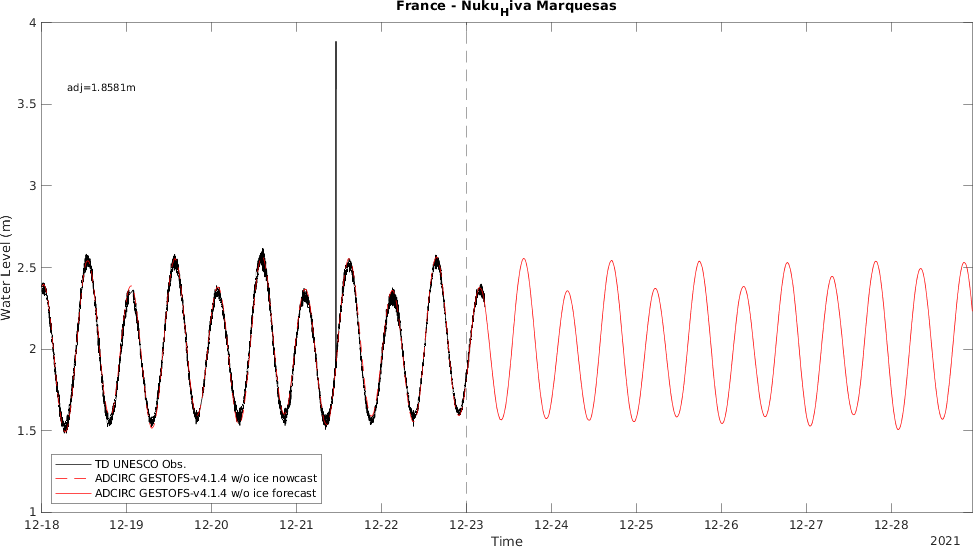 France - NukuHiva Marquesas
4
adj=1.8581m
3.5
3
2.5
2
1.5
1
Water Level (m)
TD UNESCO Obs.
ADCIRC GESTOFS-v4.1.4 w/o ice nowcast
ADCIRC GESTOFS-v4.1.4 w/o ice forecast
12-18 12-19 12-20 12-21 12-22 12-23 12-24 12-25 12-26 12-27 12-28
Time
2021